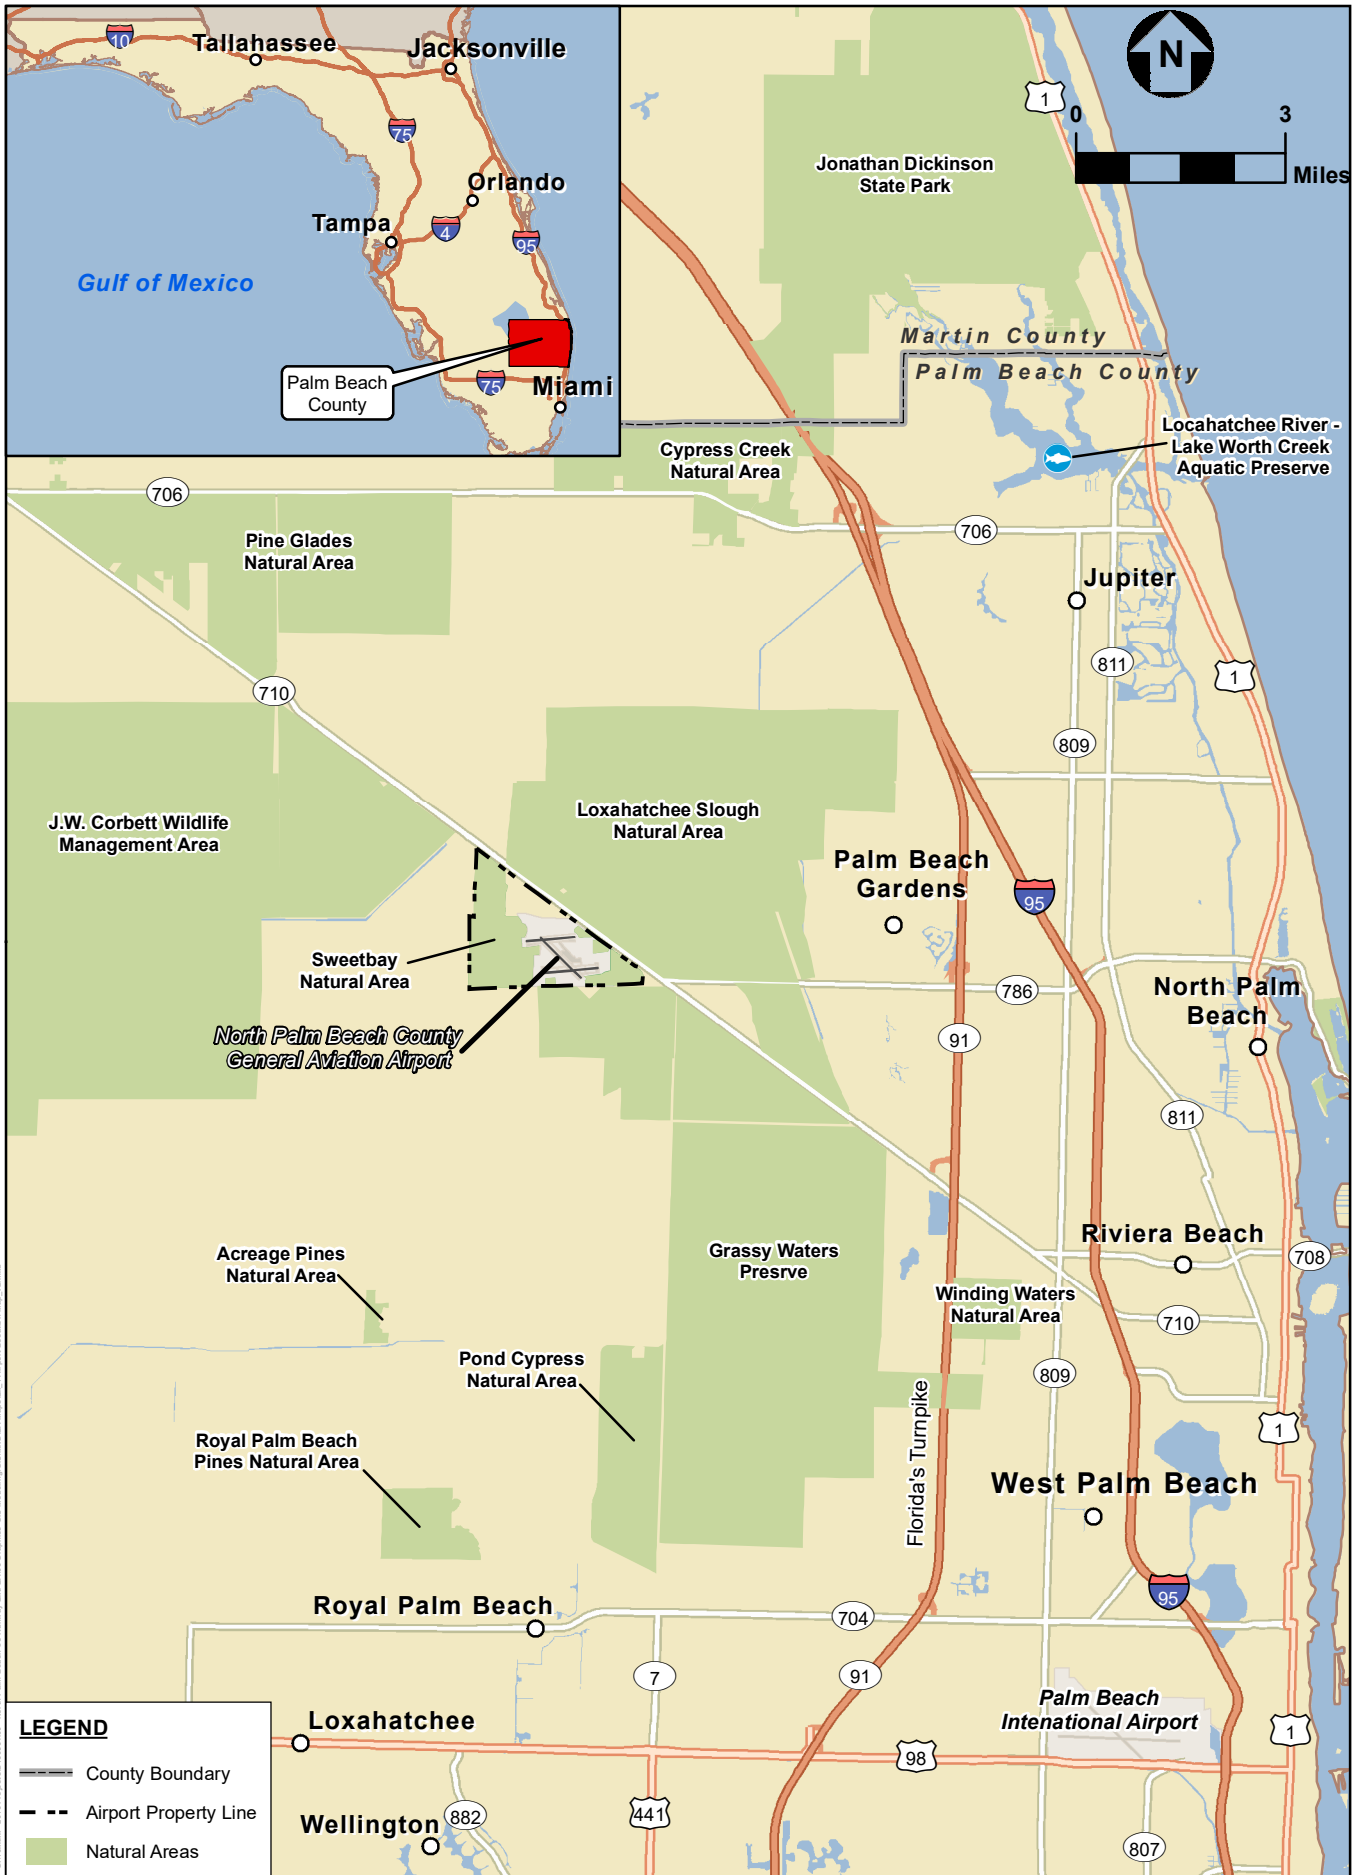 10
Tallahassee
Jacksonville
75
Orlando
Tampa
4
95
Gulf of Mexico
Palm Beach
County
75
Miami
N
0
3
Miles
1
Jonathan Dickinson
State Park
Martin County
Palm Beach County
Locahatchee River -
Lake Worth Creek
Aquatic Preserve
Cypress Creek
Natural Area
706
706
Pine Glades
Natural Area
Jupiter
811
1
710
809
J.W. Corbett Wildlife
Management Area
Loxahatchee Slough
Natural Area
Palm Beach
Gardens
95
Sweetbay
Natural Area
786
North Palm
Beach
North Palm Beach County
General Aviation Airport
91
811
Acreage Pines
Natural Area
Grassy Waters
Presrve
Riviera Beach
708
Winding Waters
Natural Area
710
Pond Cypress
Natural Area
809
Florida's Turnpike
1
Royal Palm Beach
Pines Natural Area
West Palm Beach
95
Royal Palm Beach
704
7
91
Palm Beach
Intenational Airport
Loxahatchee
98
1
LEGEND
County Boundary
Airport Property Line
Natural Areas
Wellington
882
441
807